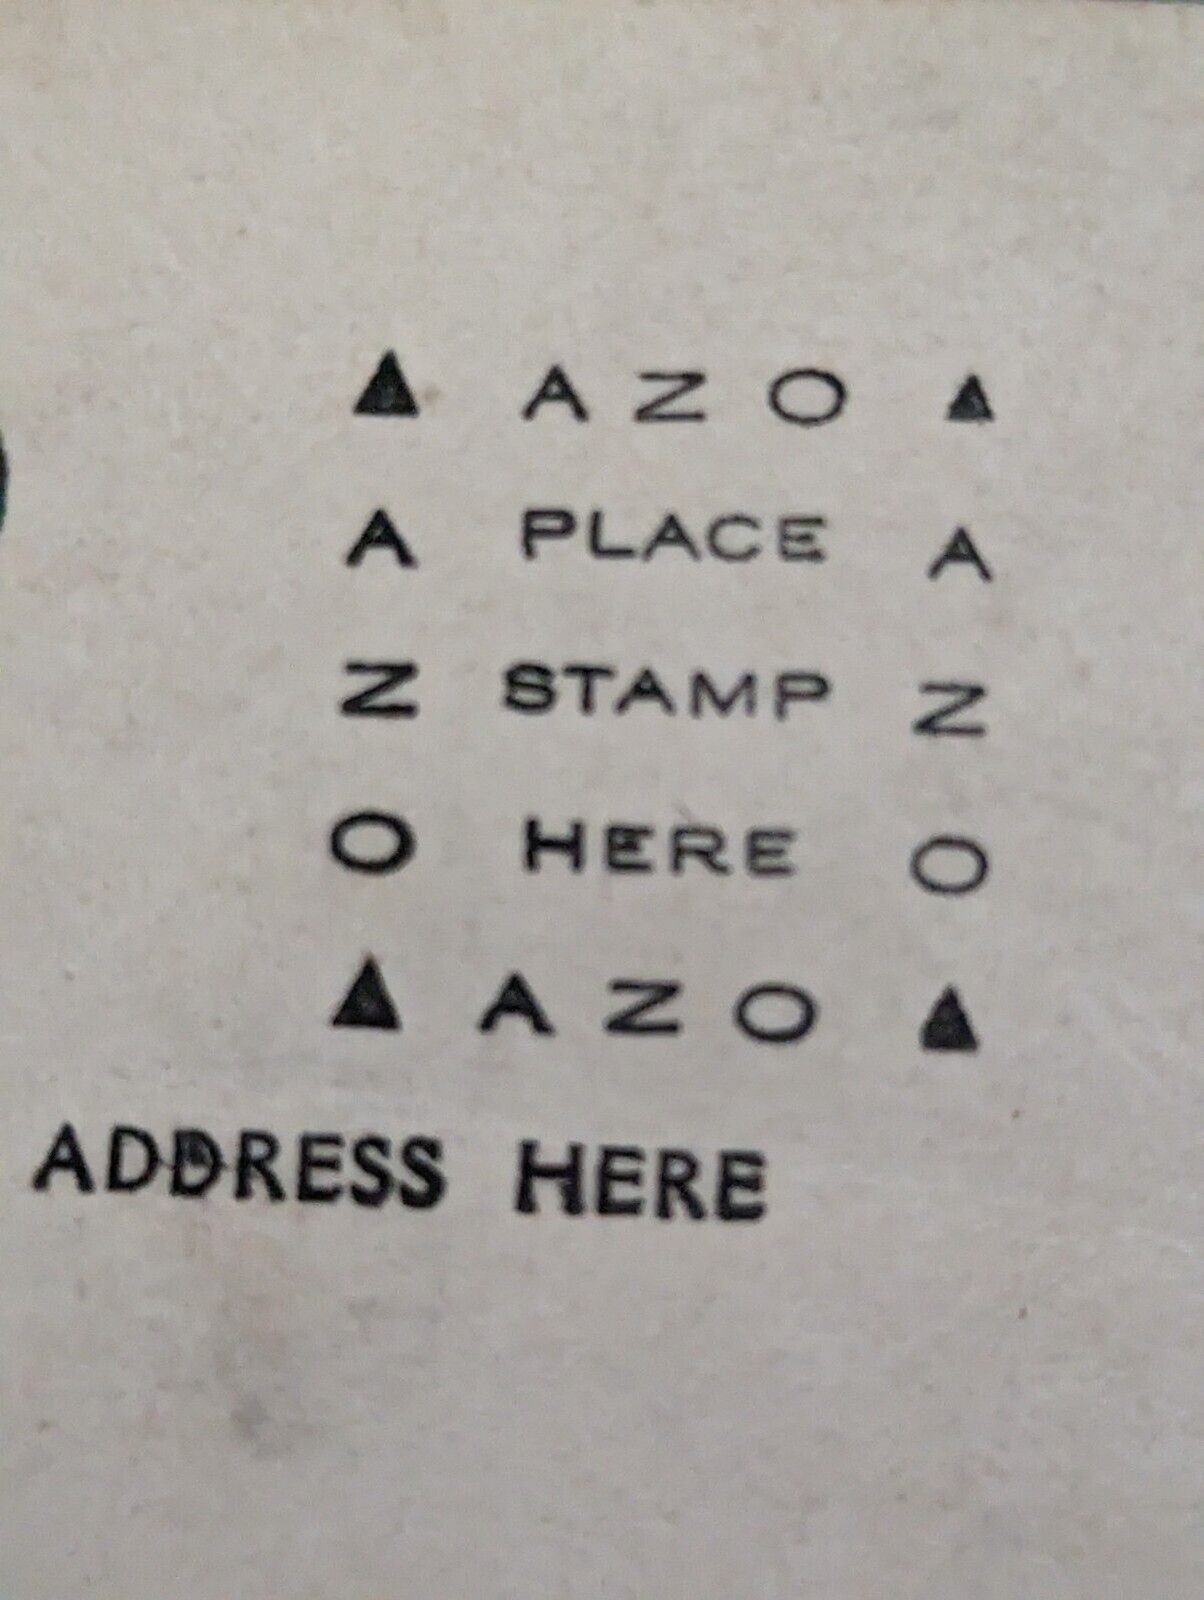 ▲ AZO ▲
A PLACE A
Z STAMP Z
O HERE O
▲ AZO ▲
ADDRESS HERE